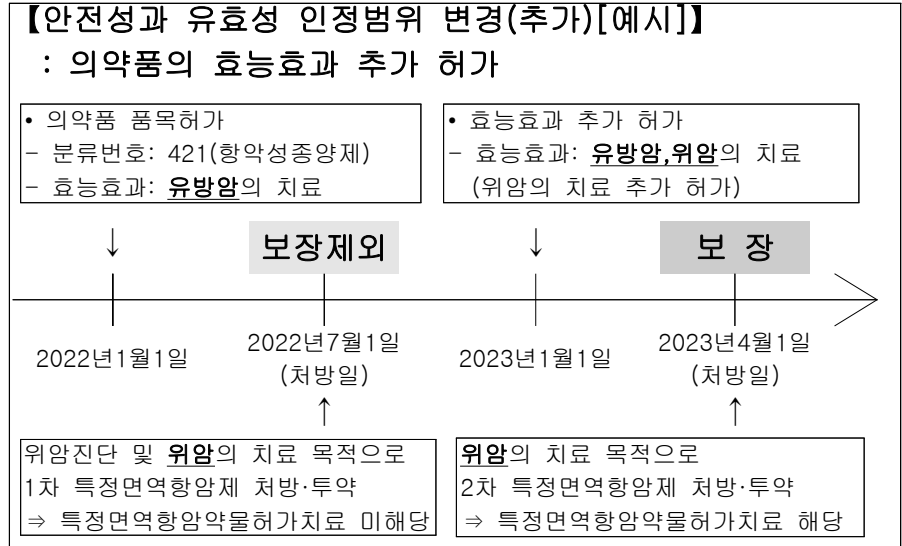 【안전성과 유효성 인정범위 변경(추가)[예시]】
: 의약품의 효능효과 추가 허가
• 의약품 품목허가
- 분류번호: 421(항악성종양제)
- 효능효과: 유방암의 치료
• 효능효과 추가 허가
- 효능효과: 유방암,위암의 치료
(위암의 치료 추가 허가)
↓
보장제외
↓
보 장
2022년1월1일
2022년7월1일
(처방일)
2023년1월1일
2023년4월1일
(처방일)
↑
↑
위암진단 및 위암의 치료 목적으로
1차 특정면역항암제 처방·투약
⇒ 특정면역항암약물허가치료 미해당
위암의 치료 목적으로
2차 특정면역항암제 처방·투약
⇒ 특정면역항암약물허가치료 해당